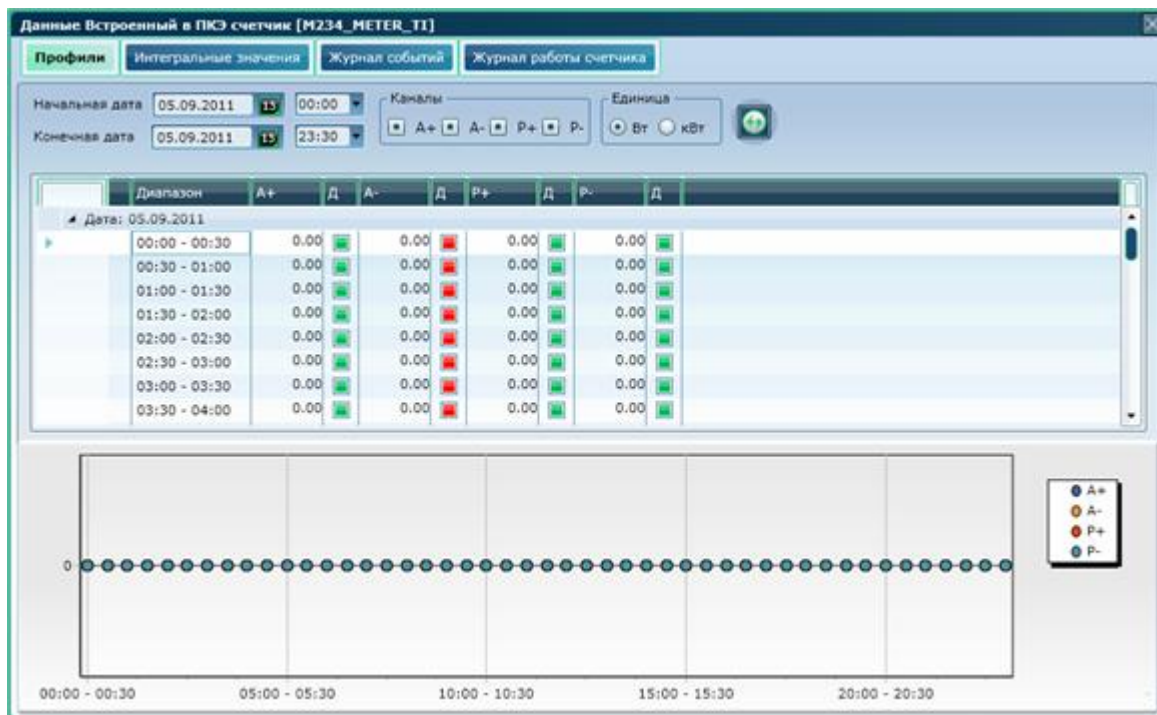 Данные Встроенный в ПКЭ счетчик [M234_METER_TI]
Профили Интегральные значения Журнал событий Журнал работы счетчика
Начальная дата 05.09.2011 15 00:00 Каналы Единица
Конечная дата 05.09.2011 15 23:30 А+ А- Р+ Р- Вт кВт
Диапазон А+ Д А- Д Р+ Д Р- Д
Дата: 05.09.2011
00:00 - 00:30 0.00 0.00 0.00 0.00
00:30 - 01:00 0.00 0.00 0.00 0.00
01:00 - 01:30 0.00 0.00 0.00 0.00
01:30 - 02:00 0.00 0.00 0.00 0.00
02:00 - 02:30 0.00 0.00 0.00 0.00
02:30 - 03:00 0.00 0.00 0.00 0.00
03:00 - 03:30 0.00 0.00 0.00 0.00
03:30 - 04:00 0.00 0.00 0.00 0.00
А+
А-
Р+
Р-
0
00:00 - 00:30 05:00 - 05:30 10:00 - 10:30 15:00 - 15:30 20:00 - 20:30